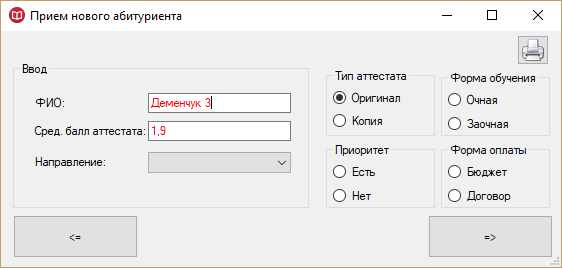 Прием нового абитуриента
Ввод
ФИО: Деменчук З
Сред. балл аттестата: 1,9
Направление:
Тип аттестата
Оригинал
Копия
Форма обучения
Очная
Заочная
Приоритет
Есть
Нет
Форма оплаты
Бюджет
Договор
<=
=>